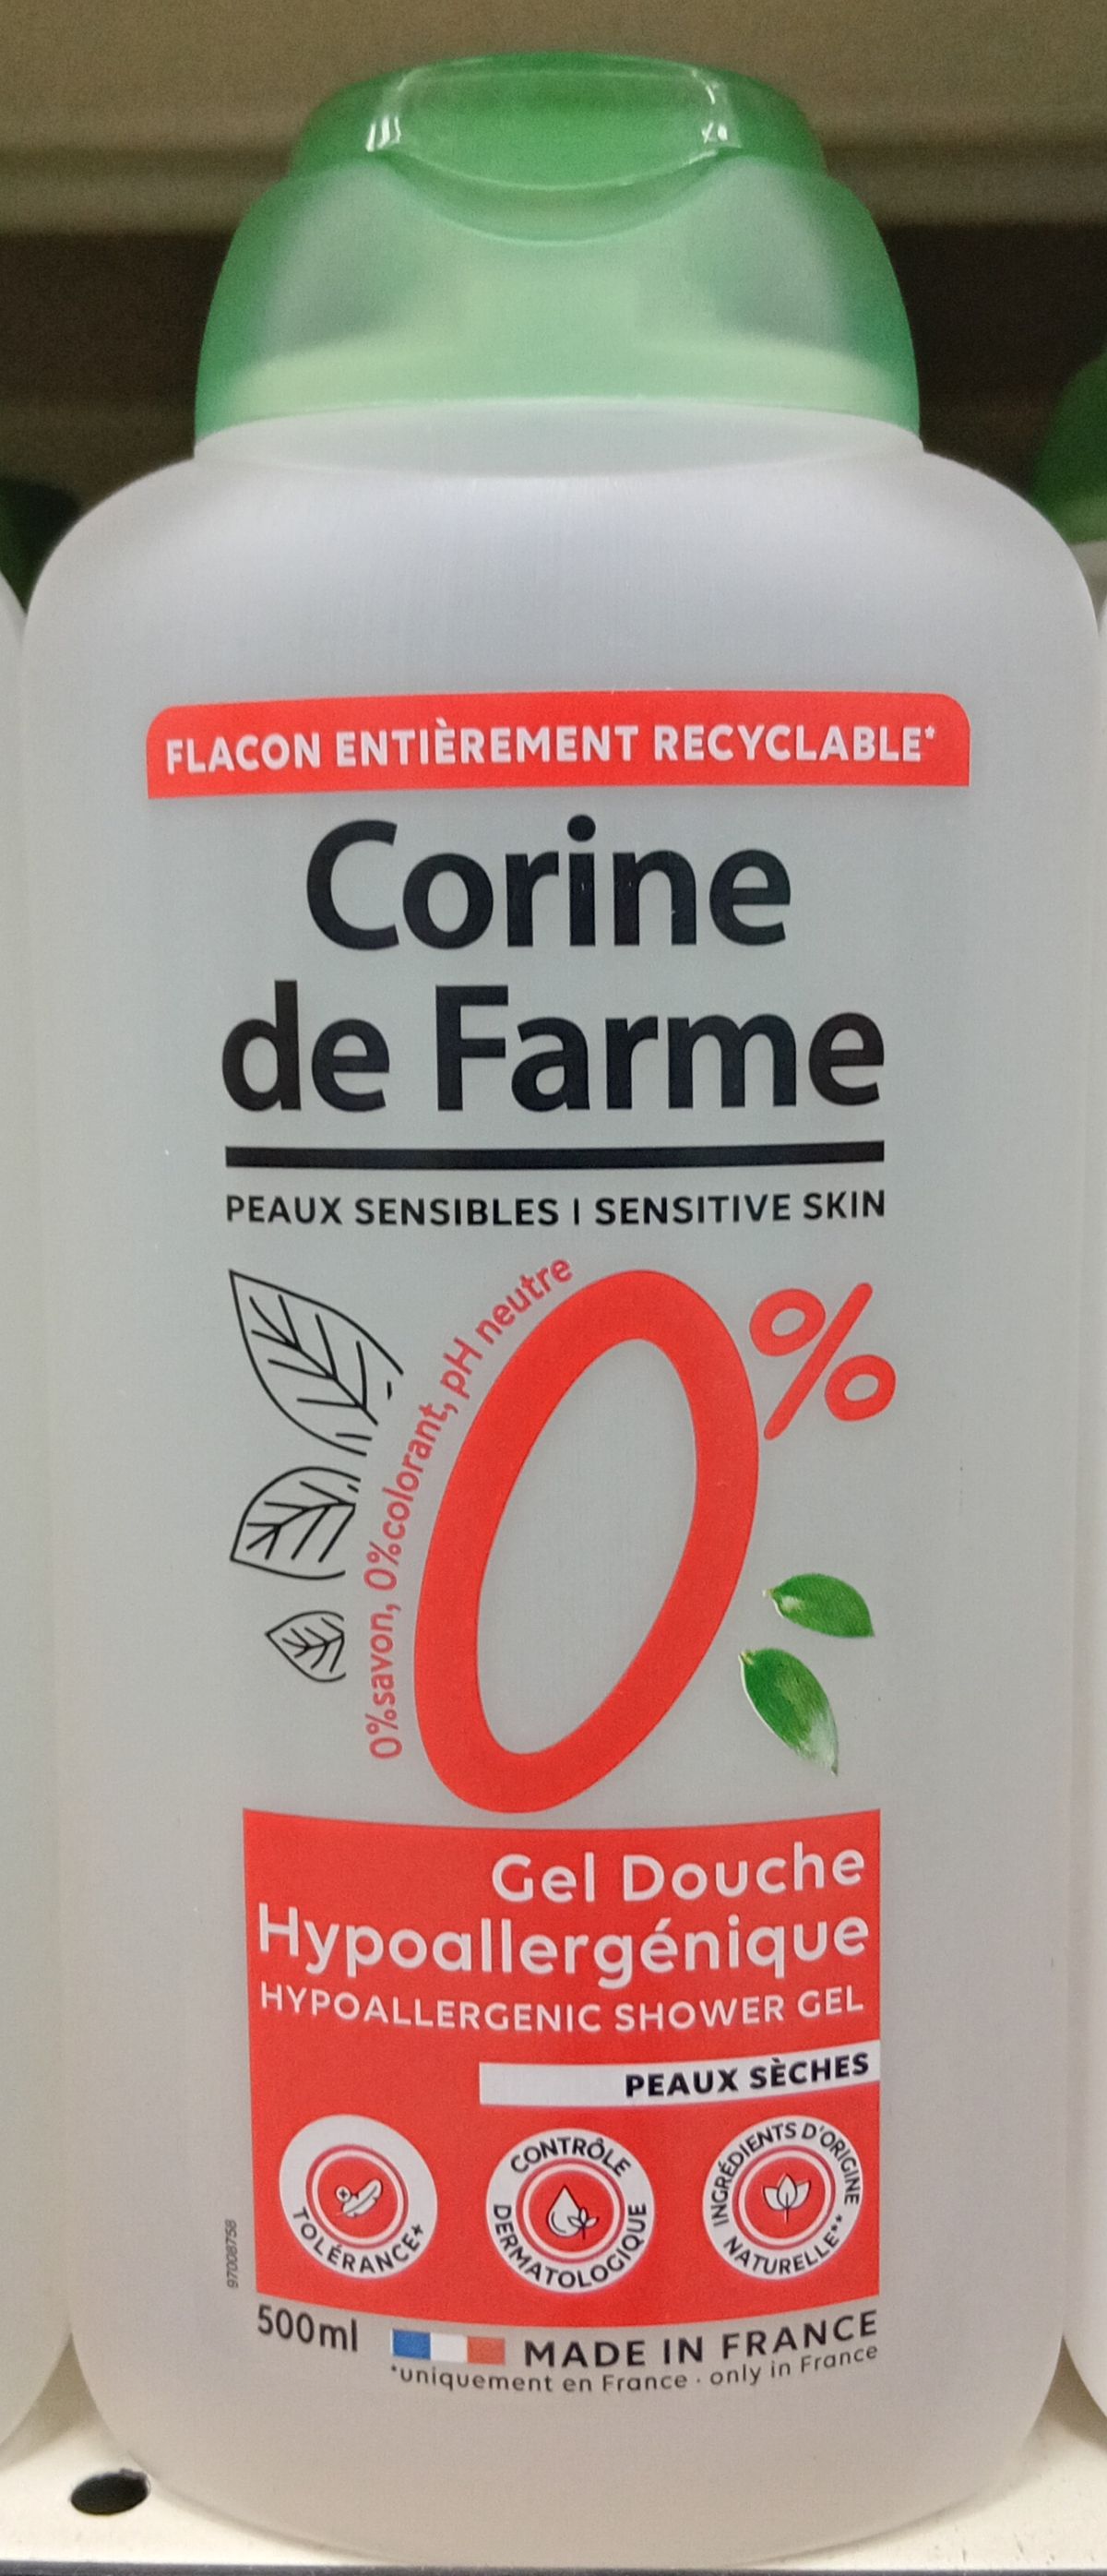 FLACON ENTIÈREMENT RECYCLABLE*
Corine
de Farme
PEAUX SENSIBLES | SENSITIVE SKIN
0%savon, 0%colorant, pH neutre
0%
Gel Douche
Hypoallergénique
HYPOALLERGENIC SHOWER GEL
PEAUX SÈCHES
TOLÉRANCE+
CONTRÔLE DERMATOLOGIQUE
INGRÉDIENTS D'ORIGINE NATURELLE**
97008758
500ml
MADE IN FRANCE
*uniquement en France · only in France